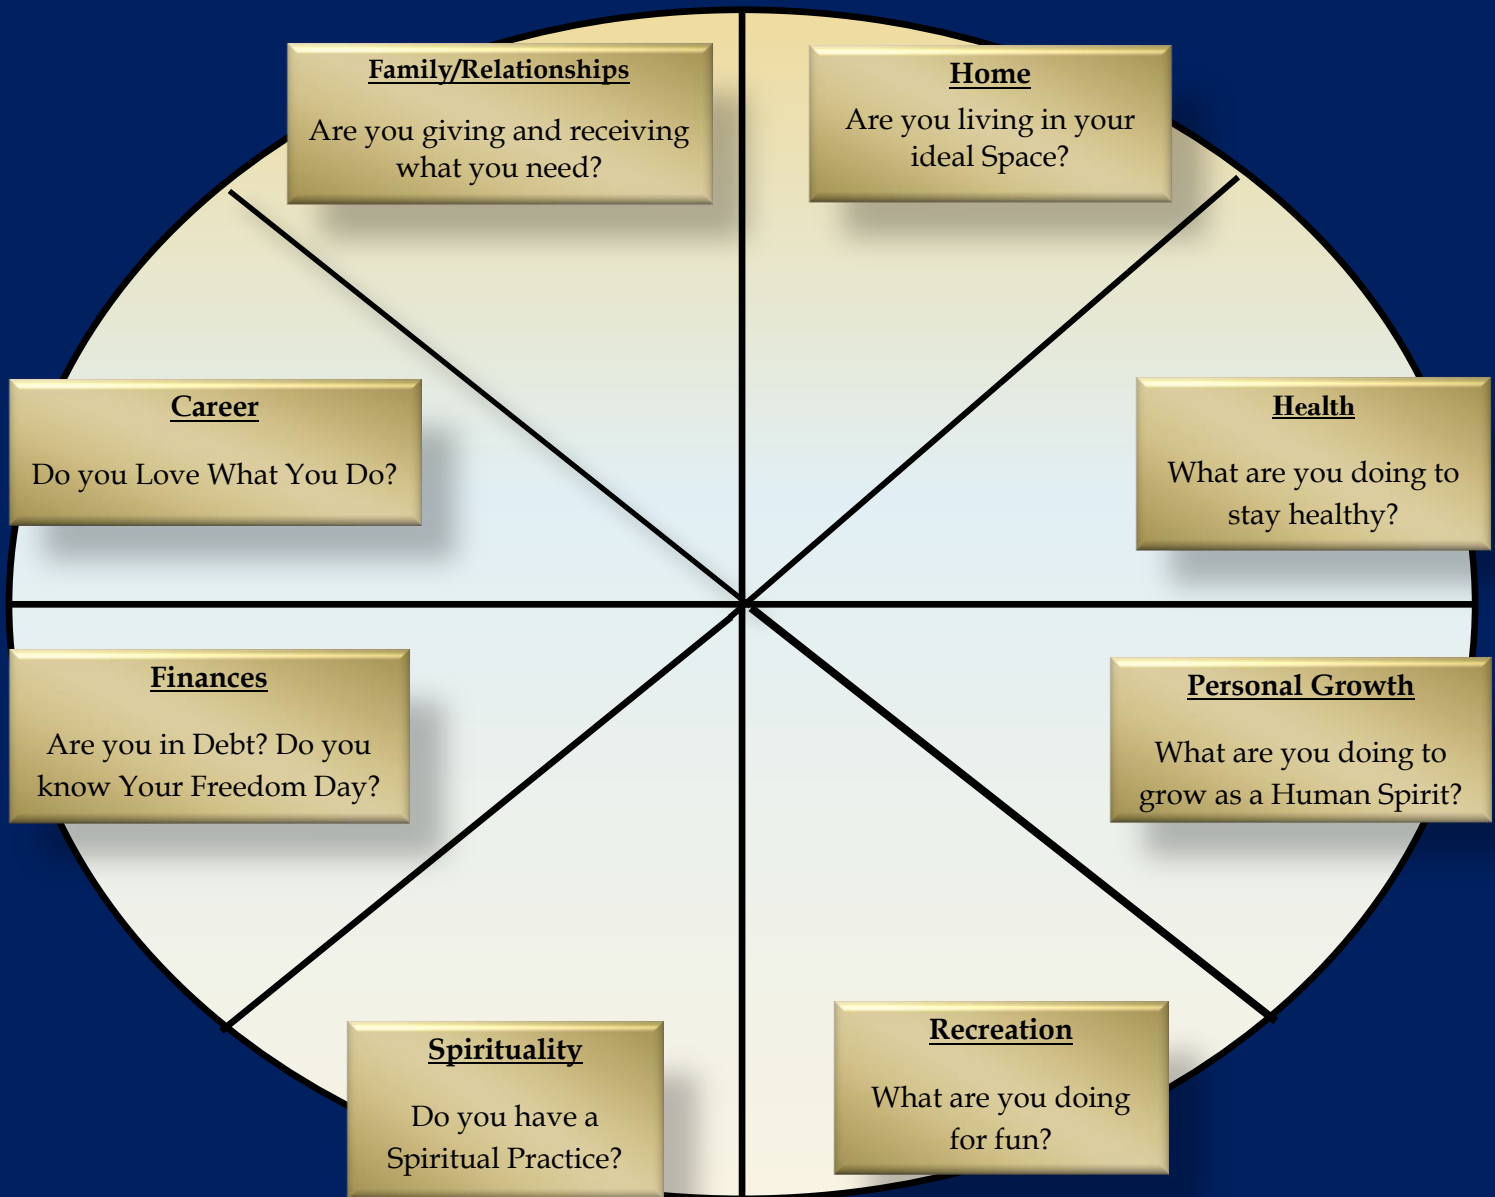 Family/Relationships
Are you giving and receiving
what you need?
Home
Are you living in your
ideal Space?
Career
Do you Love What You Do?
Health
What are you doing to
stay healthy?
Finances
Are you in Debt? Do you
know Your Freedom Day?
Personal Growth
What are you doing to
grow as a Human Spirit?
Spirituality
Do you have a
Spiritual Practice?
Recreation
What are you doing
for fun?